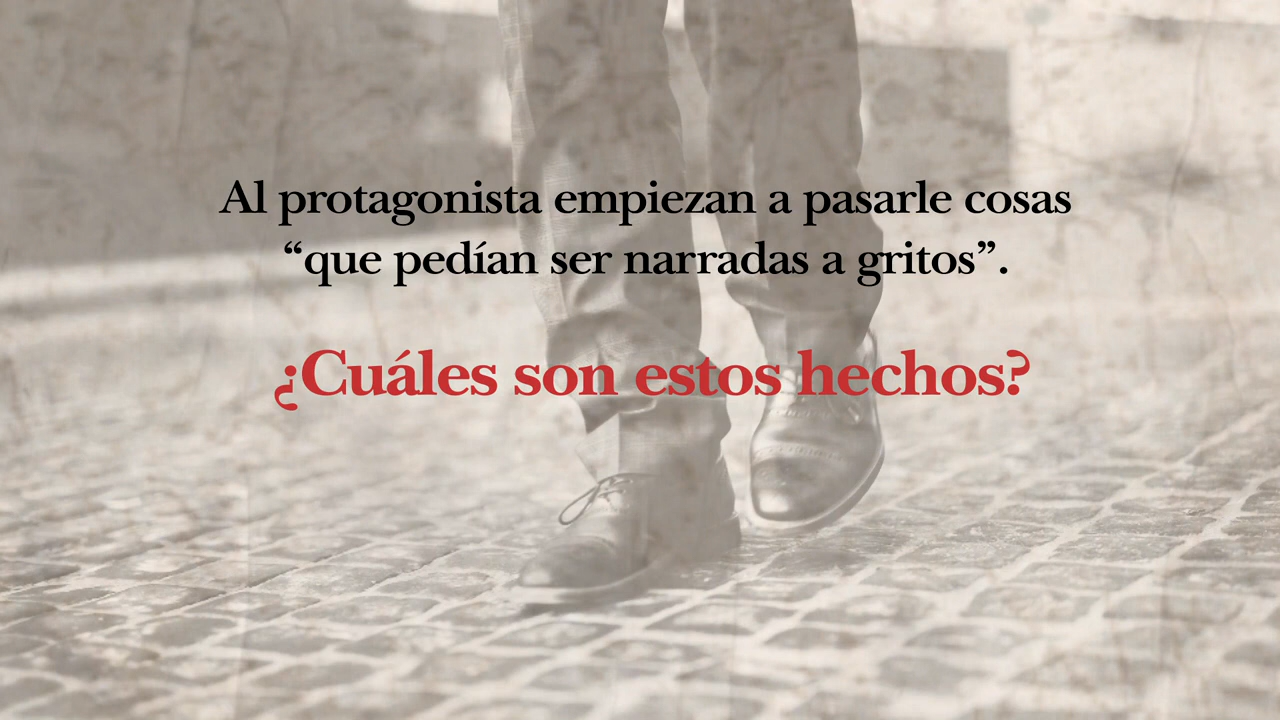 Al protagonista empiezan a pasarle cosas
“que pedían ser narradas a gritos”.
¿Cuáles son estos hechos?